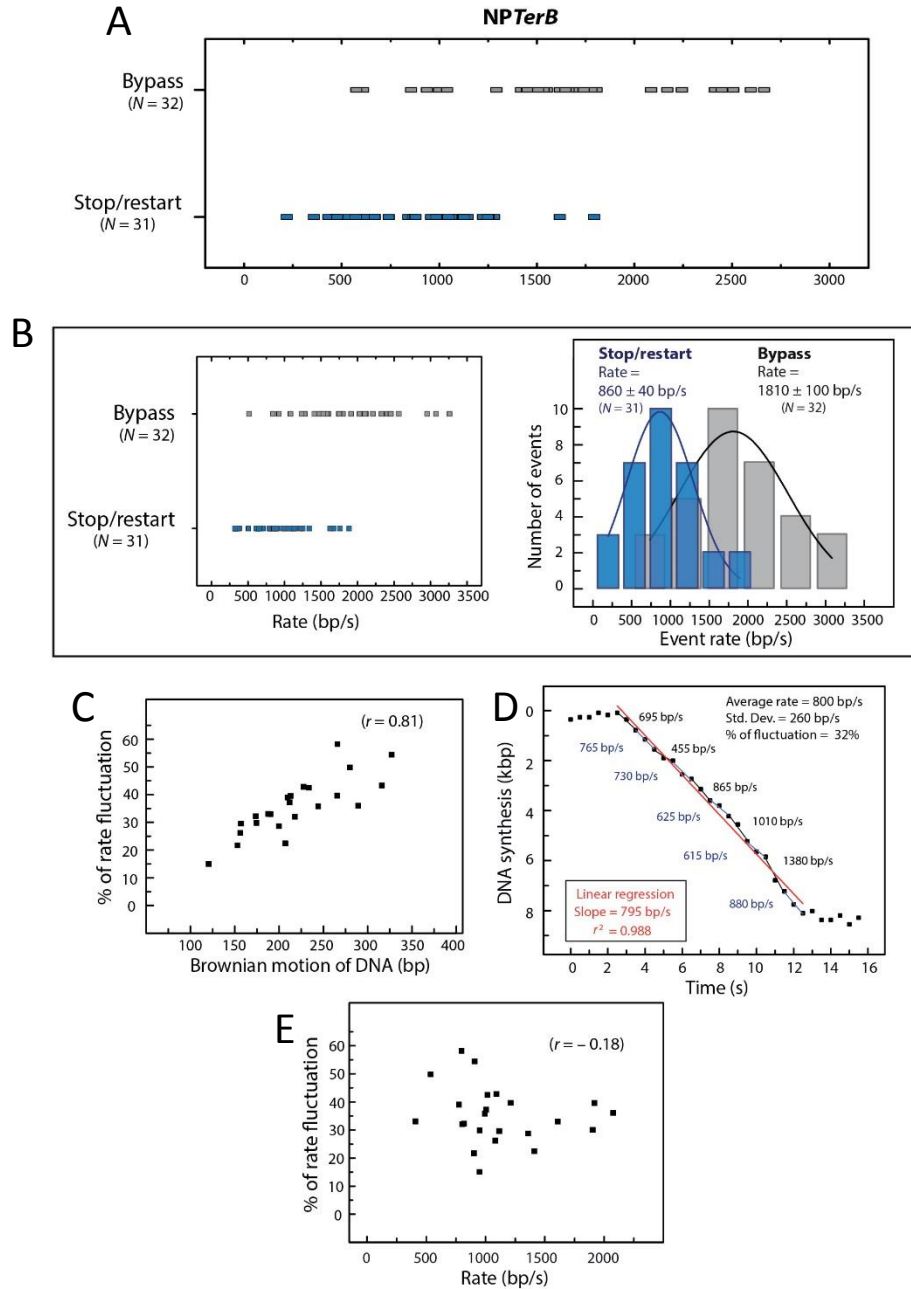 A
NPTerB
Bypass
(N = 32)
Stop/restart
(N = 31)
0 500 1000 1500 2000 2500 3000
B
Bypass
(N = 32)
Stop/restart
(N = 31)
0 500 1000 1500 2000 2500 3000 3500
Rate (bp/s)
Stop/restart
Rate =
860 ± 40 bp/s
(N = 31)
Bypass
Rate =
1810 ± 100 bp/s
(N = 32)
10
8
6
4
2
0
Number of events
0 500 1000 1500 2000 2500 3000 3500
Event rate (bp/s)
C
(r = 0.81)
60
50
40
30
20
10
0
% of rate fluctuation
100 150 200 250 300 350 400
Brownian motion of DNA (bp)
D
Average rate = 800 bp/s
Std. Dev. = 260 bp/s
% of fluctuation = 32%
0
2
4
6
8
DNA synthesis (kbp)
695 bp/s
765 bp/s
455 bp/s
730 bp/s
865 bp/s
625 bp/s
1010 bp/s
615 bp/s
1380 bp/s
880 bp/s
Linear regression
Slope = 795 bp/s
r² = 0.988
0 2 4 6 8 10 12 14 16
Time (s)
E
(r = – 0.18)
60
50
40
30
20
10
0
% of rate fluctuation
0 500 1000 1500 2000
Rate (bp/s)